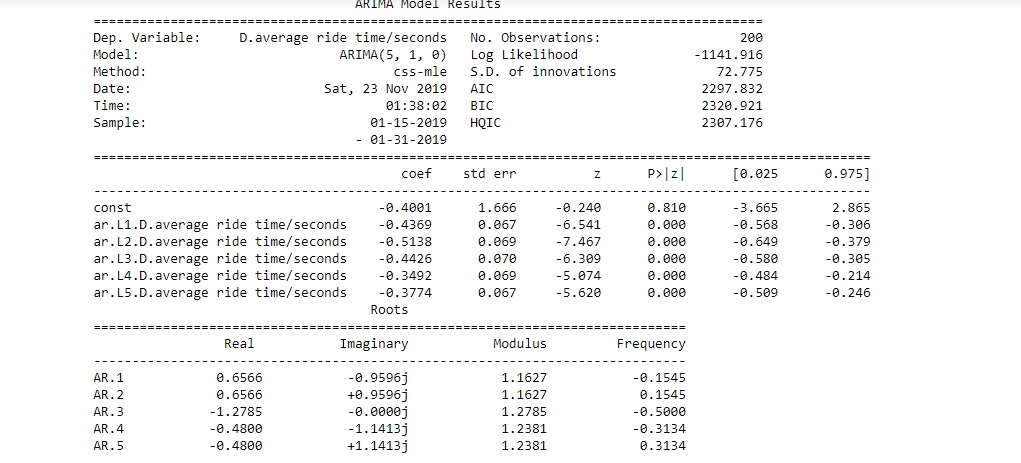 ARIMA Model Results
==============================================================================
Dep. Variable: D.average ride time/seconds No. Observations: 200
Model: ARIMA(5, 1, 0) Log Likelihood -1141.916
Method: css-mle S.D. of innovations 72.775
Date: Sat, 23 Nov 2019 AIC 2297.832
Time: 01:38:02 BIC 2320.921
Sample: 01-15-2019 HQIC 2307.176
- 01-31-2019
==============================================================================
coef std err z P>|z| [0.025 0.975]
------------------------------------------------------------------------------
const -0.4001 1.666 -0.240 0.810 -3.665 2.865
ar.L1.D.average ride time/seconds -0.4369 0.067 -6.541 0.000 -0.568 -0.306
ar.L2.D.average ride time/seconds -0.5138 0.069 -7.467 0.000 -0.649 -0.379
ar.L3.D.average ride time/seconds -0.4426 0.070 -6.309 0.000 -0.580 -0.305
ar.L4.D.average ride time/seconds -0.3492 0.069 -5.074 0.000 -0.484 -0.214
ar.L5.D.average ride time/seconds -0.3774 0.067 -5.620 0.000 -0.509 -0.246
Roots
==============================================================================
Real Imaginary Modulus Frequency
------------------------------------------------------------------------------
AR.1 0.6566 -0.9596j 1.1627 -0.1545
AR.2 0.6566 +0.9596j 1.1627 0.1545
AR.3 -1.2785 -0.0000j 1.2785 -0.5000
AR.4 -0.4800 -1.1413j 1.2381 -0.3134
AR.5 -0.4800 +1.1413j 1.2381 0.3134